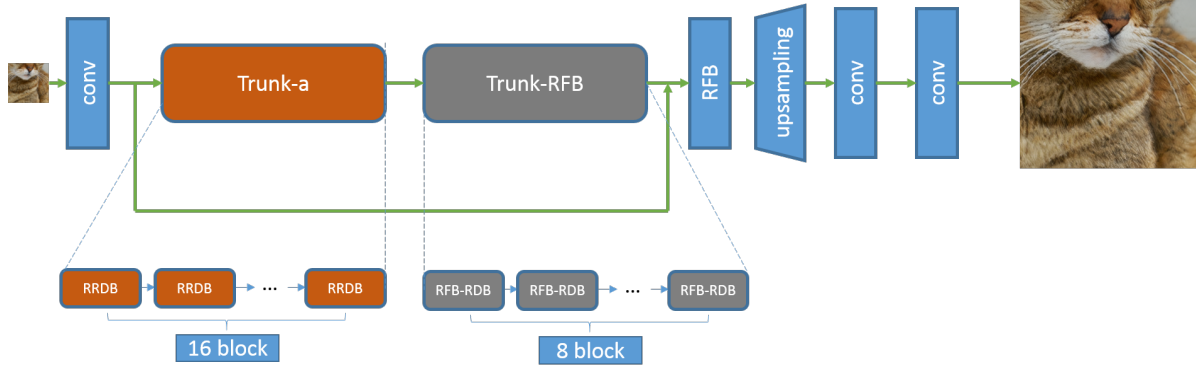 conv
Trunk-a
Trunk-RFB
RFB
upsampling
conv
conv
RRDB
RRDB
...
RRDB
RFB-RDB
RFB-RDB
...
RFB-RDB
16 block
8 block